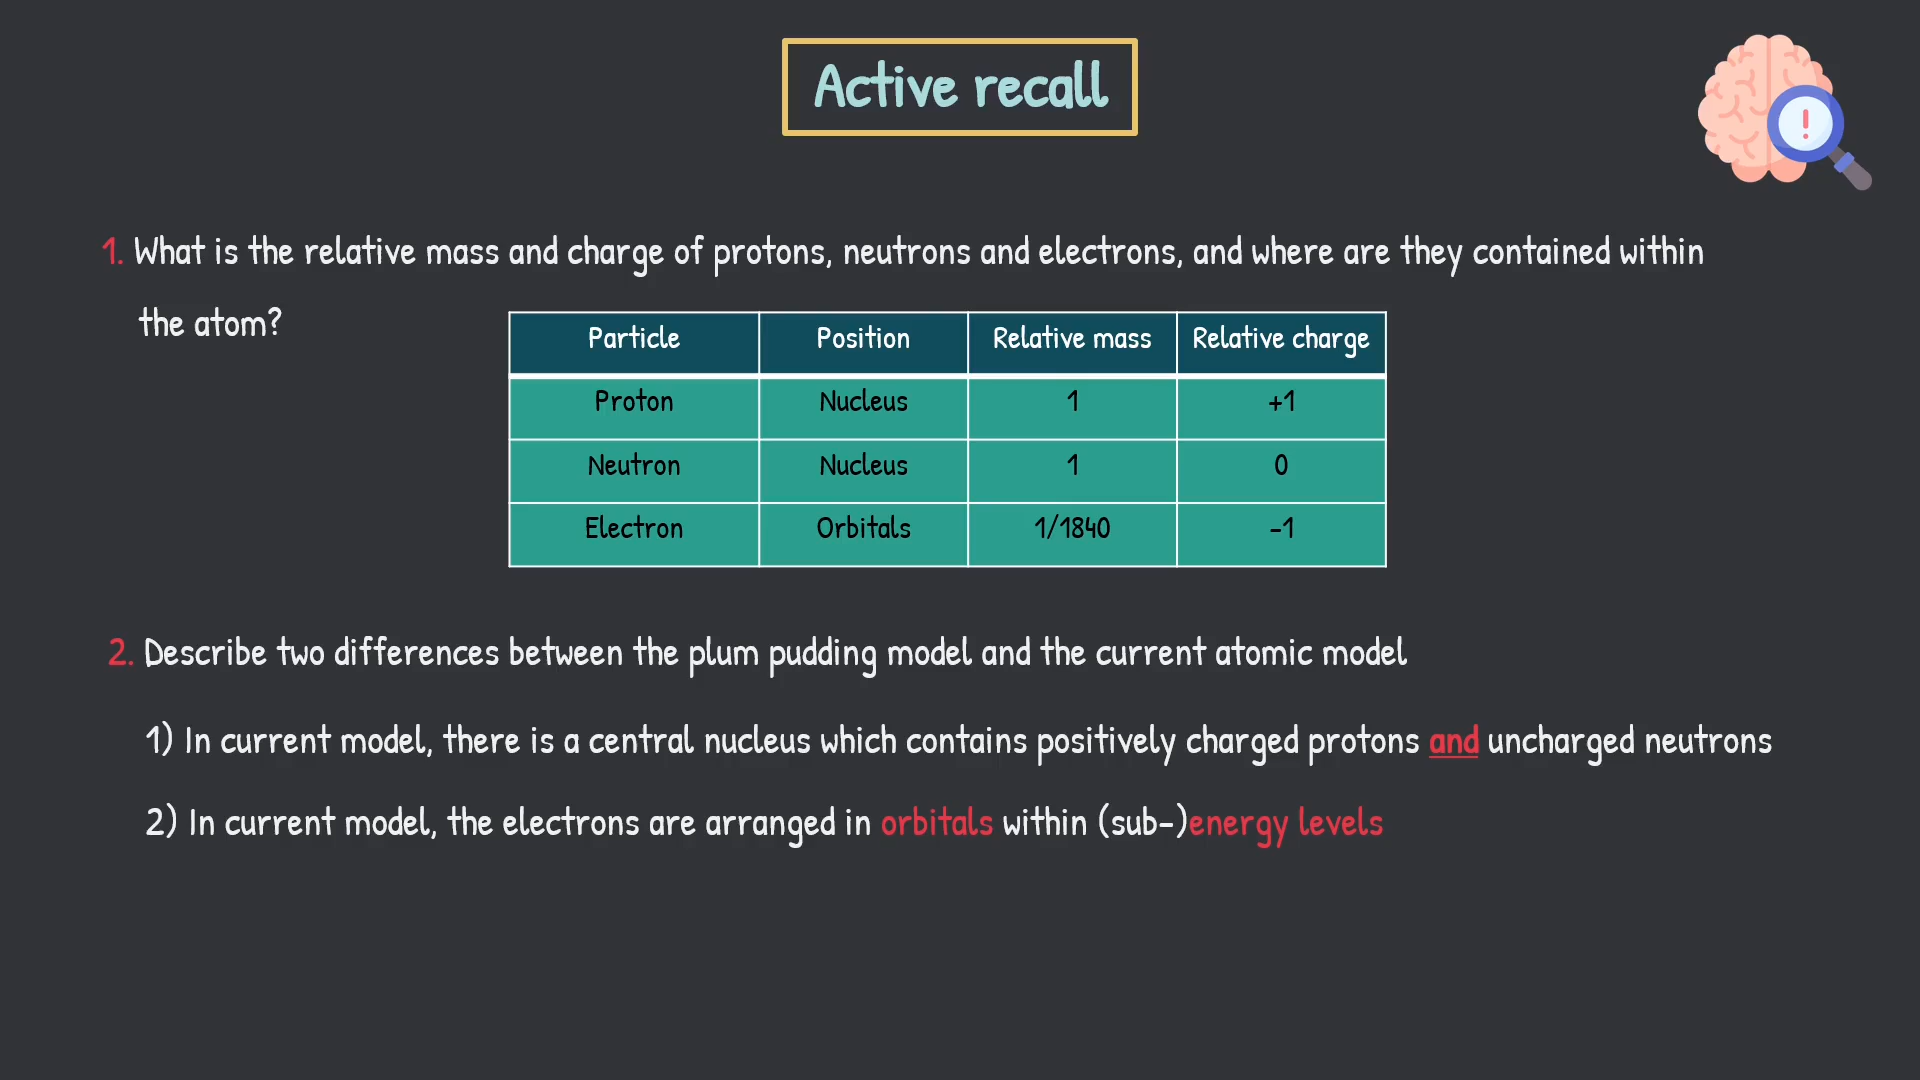 Active recall
!
1. What is the relative mass and charge of protons, neutrons and electrons, and where are they contained within
the atom?
Particle Position Relative mass Relative charge
Proton Nucleus 1 +1
Neutron Nucleus 1 0
Electron Orbitals 1/1840 -1
2. Describe two differences between the plum pudding model and the current atomic model
1) In current model, there is a central nucleus which contains positively charged protons and uncharged neutrons
2) In current model, the electrons are arranged in orbitals within (sub-)energy levels